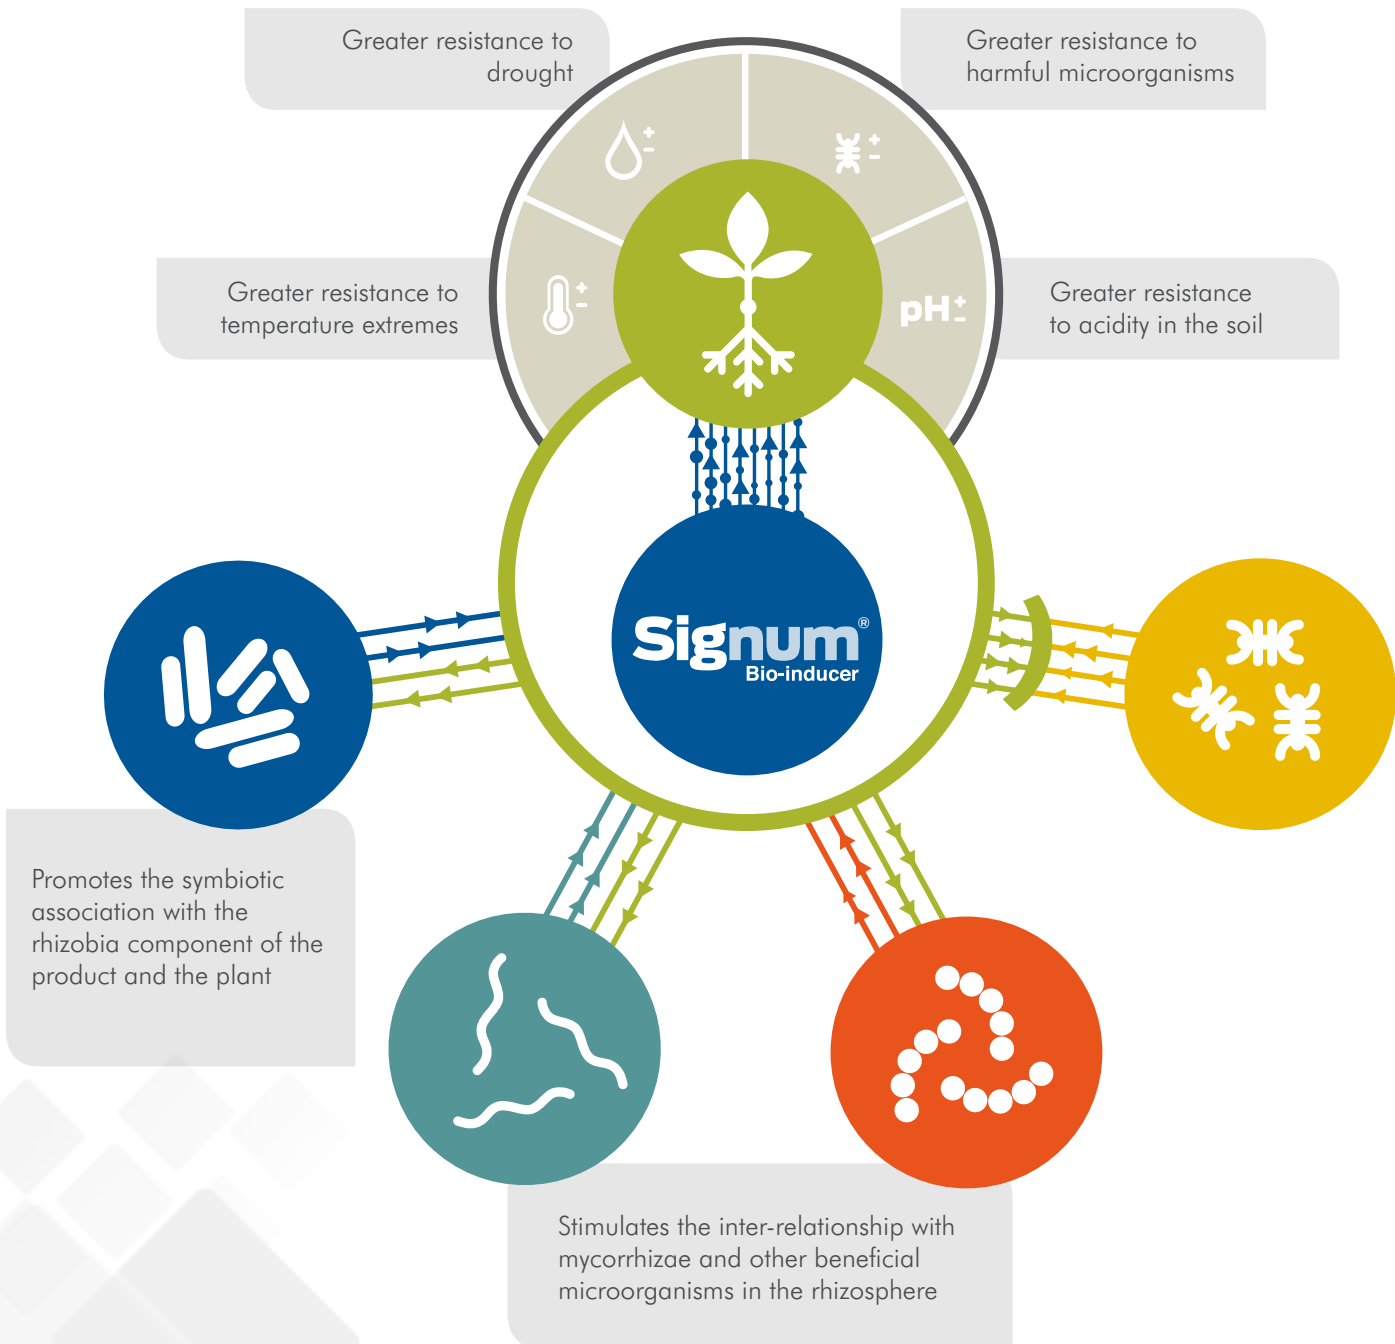 Greater resistance to
drought
Greater resistance to
harmful microorganisms
Greater resistance to
temperature extremes
pH±
Greater resistance
to acidity in the soil
Signum®
Bio-inducer
Promotes the symbiotic
association with the
rhizobia component of the
product and the plant
Stimulates the inter-relationship with
mycorrhizae and other beneficial
microorganisms in the rhizosphere